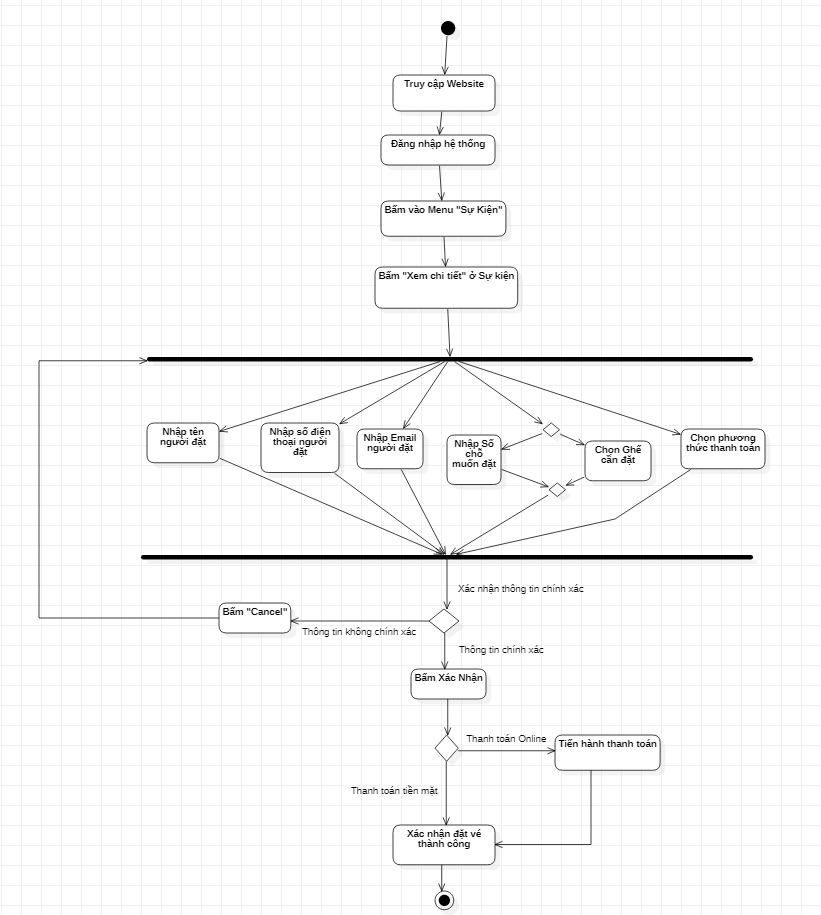 Truy cập Website
Đăng nhập hệ thống
Bấm vào Menu "Sự Kiện"
Bấm "Xem chi tiết" ở Sự kiện
Nhập tên
người đặt
Nhập số điện
thoại người
đặt
Nhập Email
người đặt
Nhập Số
chỗ
muốn đặt
Chọn Ghế
cần đặt
Chọn phương
thức thanh toán
Xác nhận thông tin chính xác
Bấm "Cancel"
Thông tin không chính xác
Thông tin chính xác
Bấm Xác Nhận
Thanh toán Online
Tiến hành thanh toán
Thanh toán tiền mặt
Xác nhận đặt vé
thành công